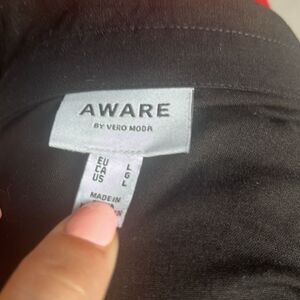 AWARE
BY VERO MODA
EU L
CA G
US L
MADE IN